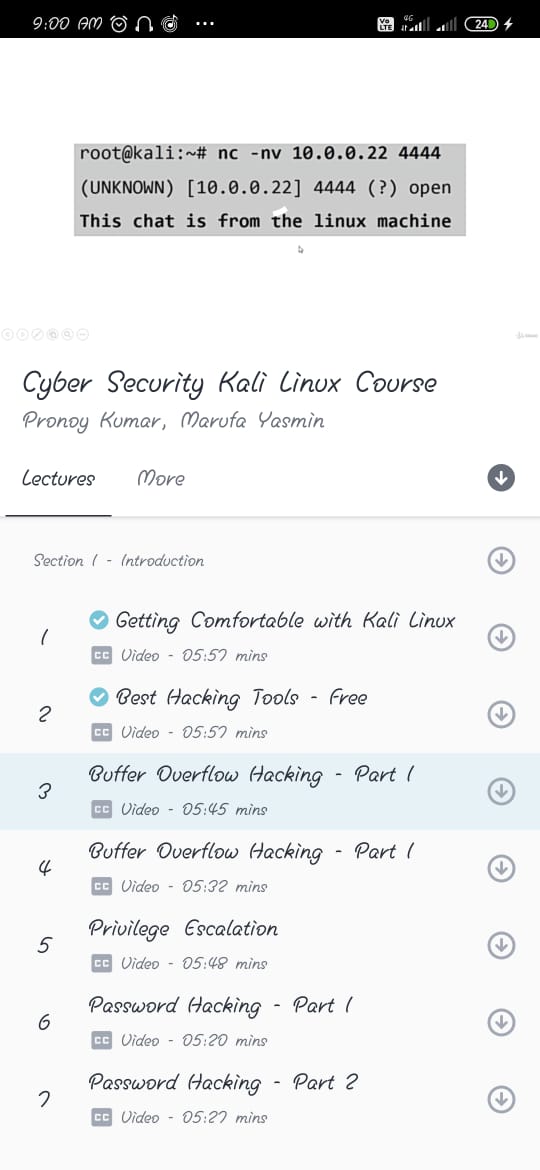 9:00 AM
Vo LTE 4G 24
root@kali:~# nc -nv 10.0.0.22 4444
(UNKNOWN) [10.0.0.22] 4444 (?) open
This chat is from the linux machine
Cyber Security Kali Linux Course
Pronoy Kumar, Marufa Yasmin
Lectures More
Section 1 - Introduction
1 Getting Comfortable with Kali Linux
CC Video - 05:57 mins
2 Best Hacking Tools - Free
CC Video - 05:57 mins
3 Buffer Overflow Hacking - Part 1
CC Video - 05:45 mins
4 Buffer Overflow Hacking - Part 1
CC Video - 05:32 mins
5 Privilege Escalation
CC Video - 05:48 mins
6 Password Hacking - Part 1
CC Video - 05:20 mins
7 Password Hacking - Part 2
CC Video - 05:27 mins